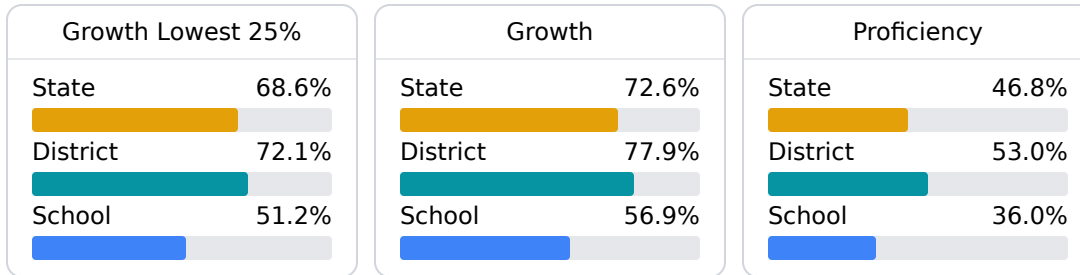 Growth Lowest 25%
State 68.6%
District 72.1%
School 51.2%
Growth
State 72.6%
District 77.9%
School 56.9%
Proficiency
State 46.8%
District 53.0%
School 36.0%